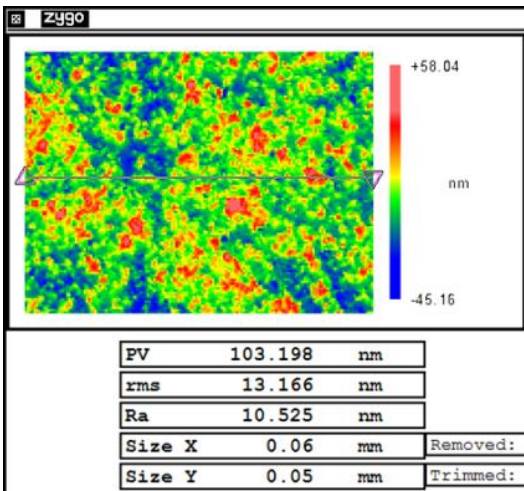 zygo
+58.04
nm
-45.16
PV 103.198 nm
rms 13.166 nm
Ra 10.525 nm
Size X 0.06 mm Removed:
Size Y 0.05 mm Trimmed: